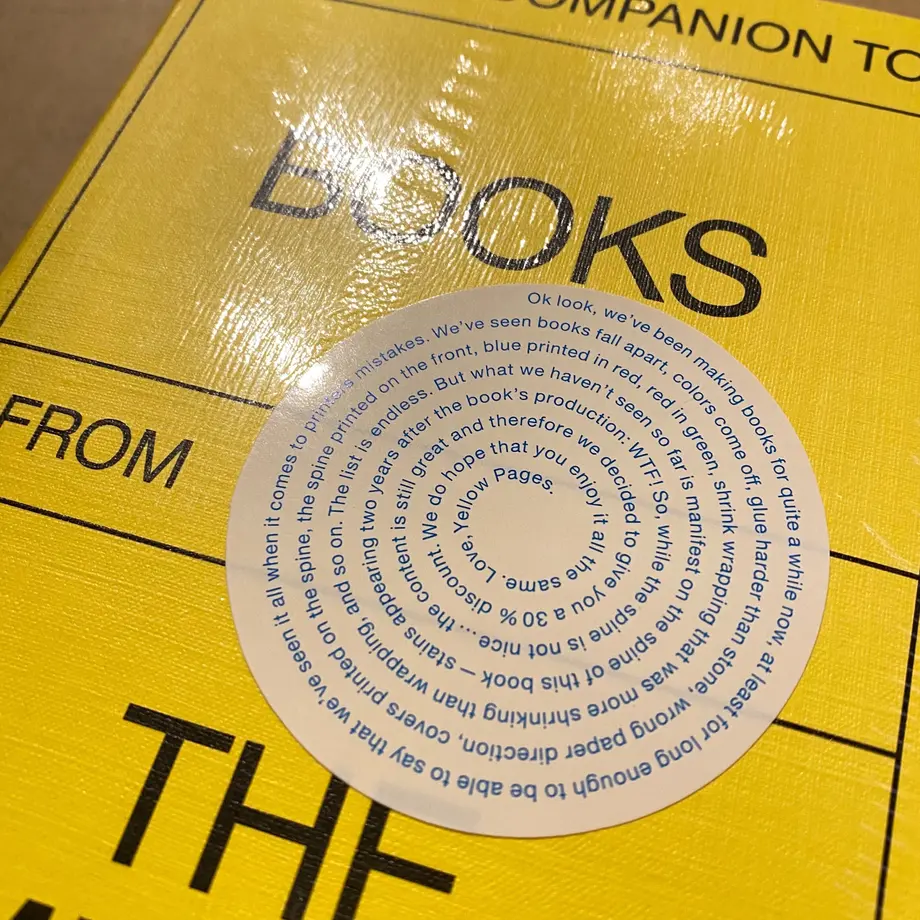 COMPANION TO
BOOKS
FROM
THE
Ok look, we've been making books for quite a while now, at least for long enough to be able to say that we've seen it all when it comes to printer's mistakes. We've seen books fall apart, colors come off, glue harder than stone, wrong paper direction, covers printed on the spine, the spine printed on the front, blue printed in red, red in green, shrink wrapping that was more shrinking than wrapping, and so on. The list is endless. But what we haven't seen so far is manifest on the spine of this book — stains appearing two years after the book's production: WTF! So, while the spine is not nice ... the content is still great and therefore we decided to give you a 30% discount. We do hope that you enjoy it all the same. Love, Yellow Pages.